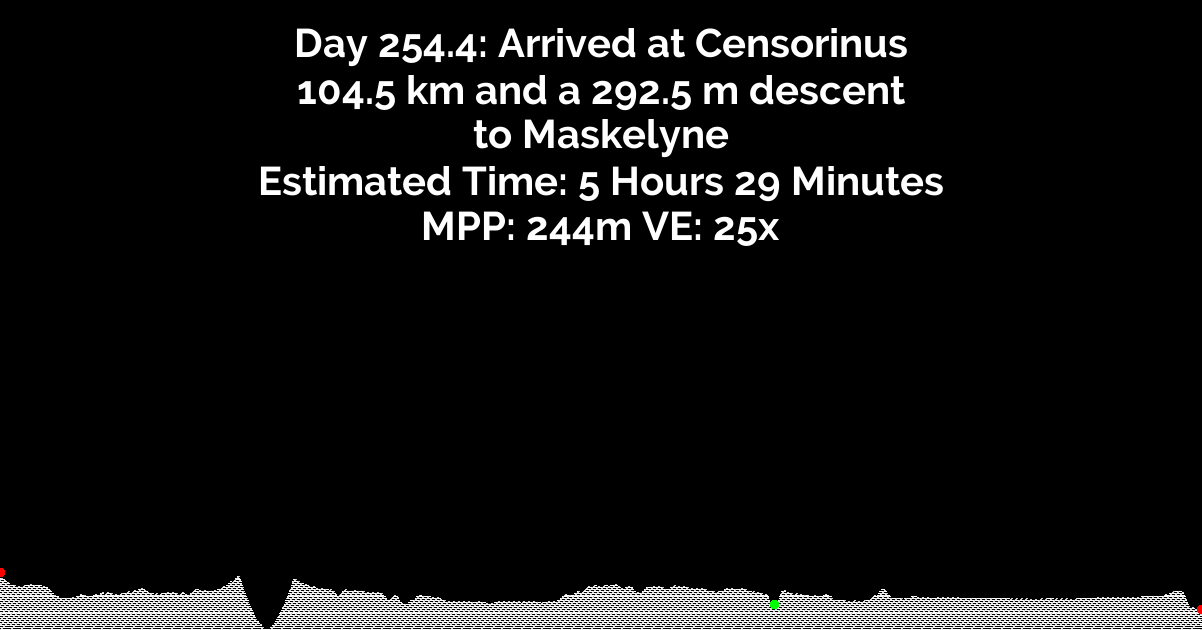 Day 254.4: Arrived at Censorinus
104.5 km and a 292.5 m descent
to Maskelyne
Estimated Time: 5 Hours 29 Minutes
MPP: 244m VE: 25x